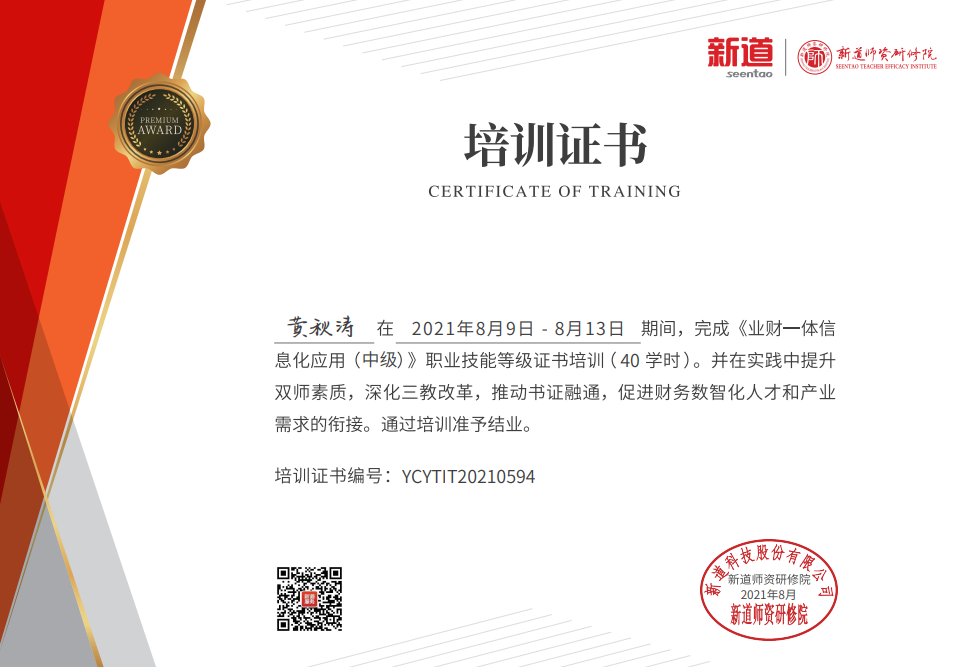 新道
seentao
新道师资研修院
SEENTAO TEACHER EFFICACY INSTITUTE
PREMIUM
AWARD
培训证书
CERTIFICATE OF TRAINING
黄秋涛 在 2021年8月9日 - 8月13日 期间，完成《业财一体信
息化应用（中级）》职业技能等级证书培训（40 学时）。并在实践中提升
双师素质，深化三教改革，推动书证融通，促进财务数智化人才和产业
需求的衔接。通过培训准予结业。
培训证书编号：YCYTIT20210594
新道科技股份有限公司
新道师资研修院
2021年8月
新道师资研修院